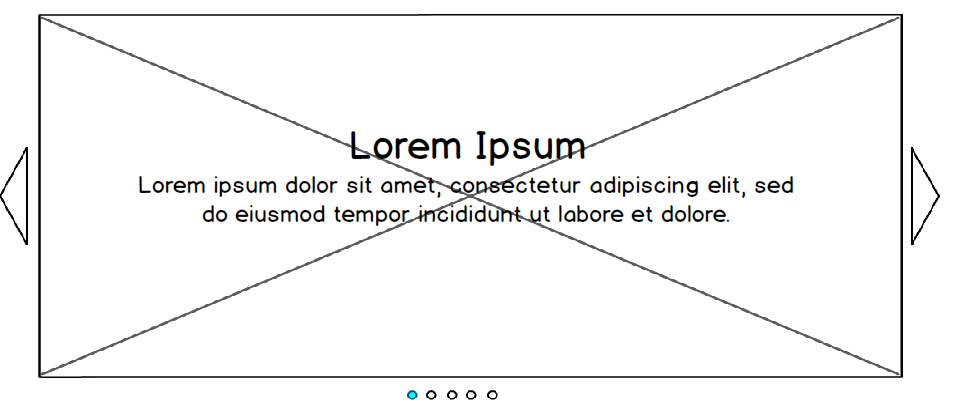 Lorem Ipsum
Lorem ipsum dolor sit amet, consectetur adipiscing elit, sed
do eiusmod tempor incididunt ut labore et dolore.